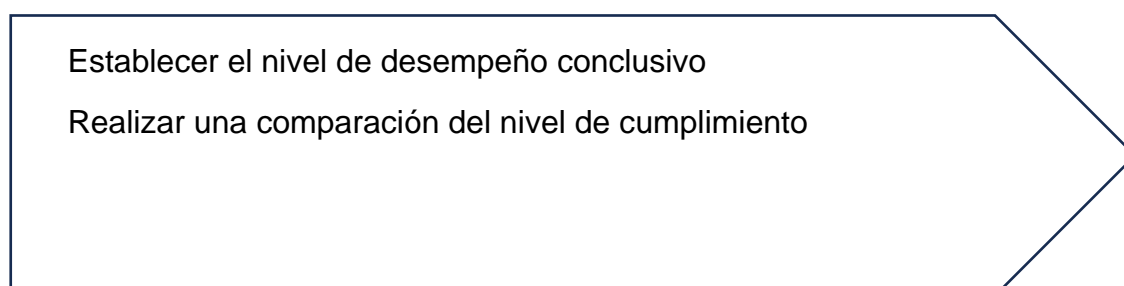 Establecer el nivel de desempeño conclusivo
Realizar una comparación del nivel de cumplimiento